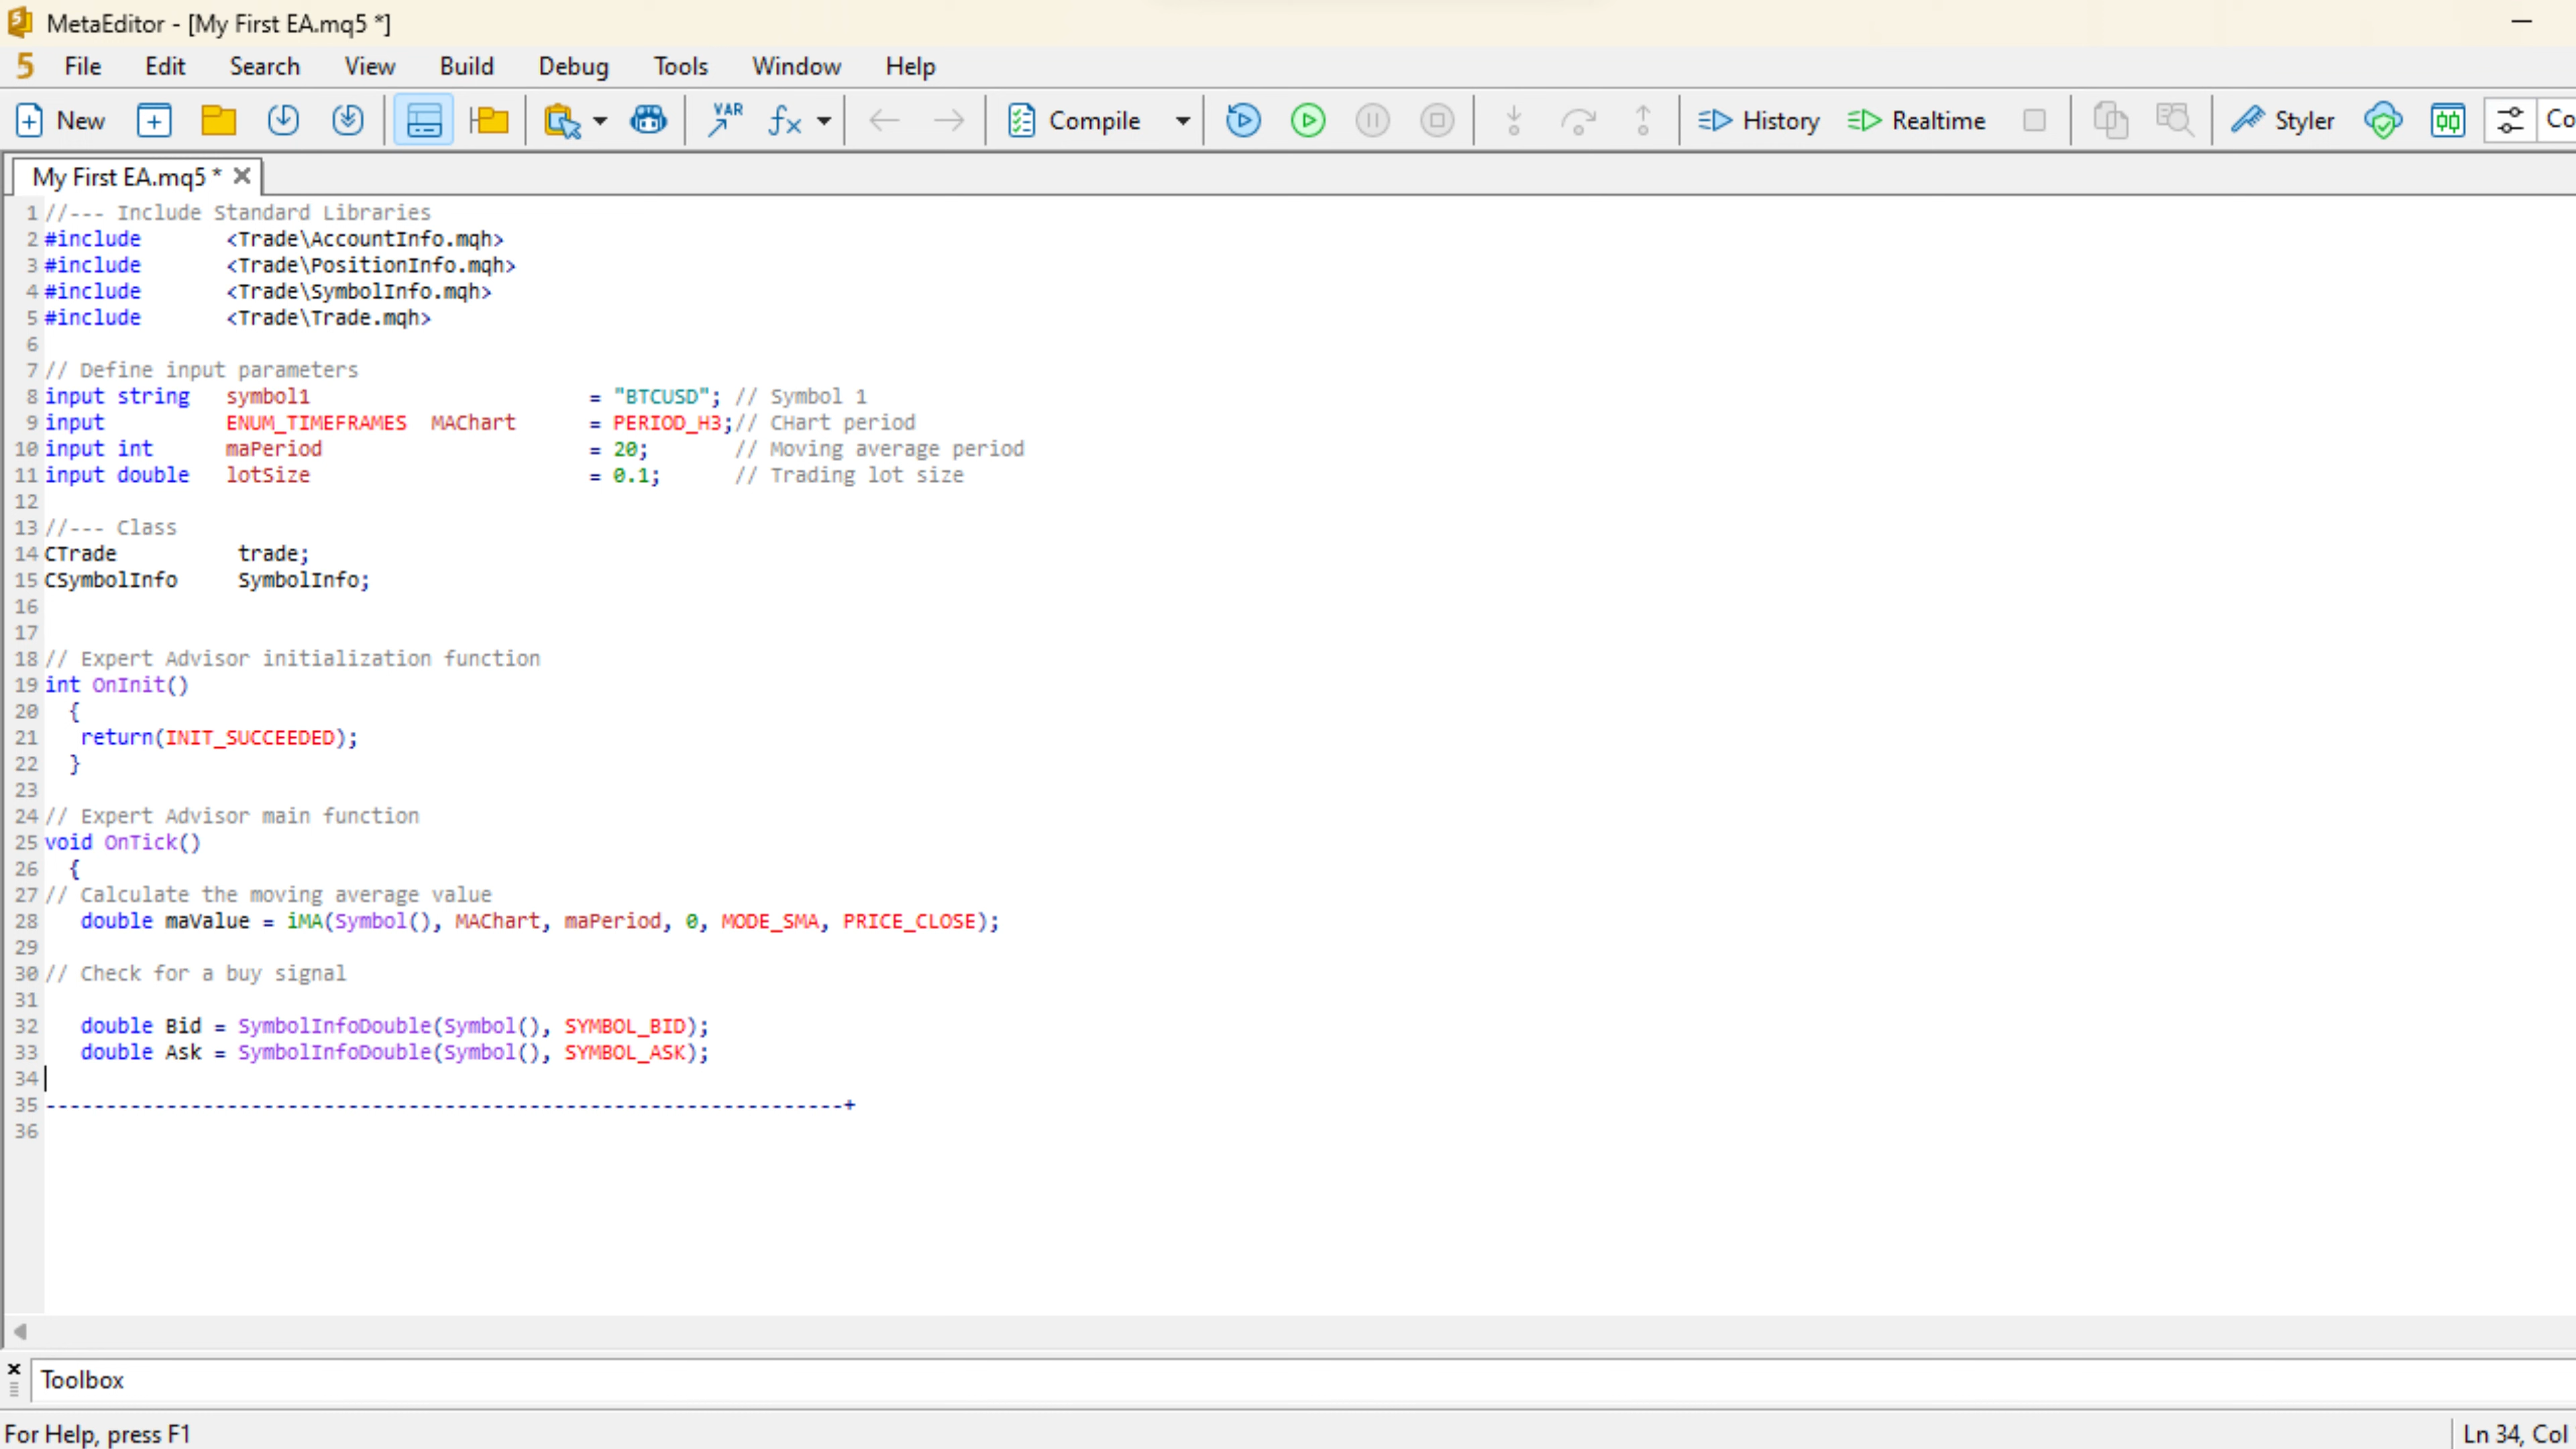 MetaEditor - [My First EA.mq5 *]
5 File Edit Search View Build Debug Tools Window Help
New VAR fx Compile History Realtime Styler Co
My First EA.mq5 *
1 //--- Include Standard Libraries
2 #include <Trade\AccountInfo.mqh>
3 #include <Trade\PositionInfo.mqh>
4 #include <Trade\SymbolInfo.mqh>
5 #include <Trade\Trade.mqh>
6
7 // Define input parameters
8 input string symbol1 = "BTCUSD"; // Symbol 1
9 input ENUM_TIMEFRAMES MAChart = PERIOD_H3;// CHart period
10 input int maPeriod = 20; // Moving average period
11 input double lotSize = 0.1; // Trading lot size
12
13 //--- Class
14 CTrade trade;
15 CSymbolInfo SymbolInfo;
16
17
18 // Expert Advisor initialization function
19 int OnInit()
20 {
21 return(INIT_SUCCEEDED);
22 }
23
24 // Expert Advisor main function
25 void OnTick()
26 {
27 // Calculate the moving average value
28 double maValue = iMA(Symbol(), MAChart, maPeriod, 0, MODE_SMA, PRICE_CLOSE);
29
30 // Check for a buy signal
31
32 double Bid = SymbolInfoDouble(Symbol(), SYMBOL_BID);
33 double Ask = SymbolInfoDouble(Symbol(), SYMBOL_ASK);
34
35 ------------------------------------------------------------------+
36
Toolbox
For Help, press F1 Ln 34, Col